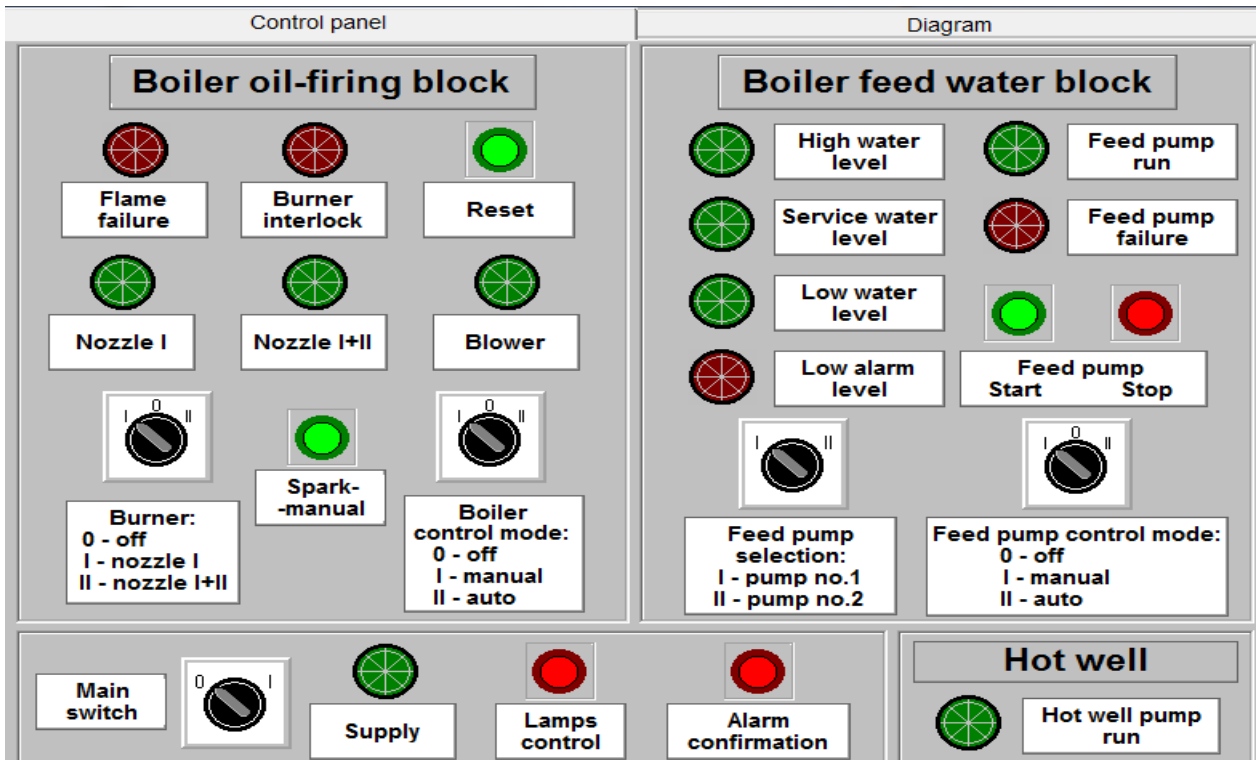 Control panel
Diagram
Boiler oil-firing block
Flame
failure
Burner
interlock
Reset
Nozzle I
Nozzle I+II
Blower
I 0 II
Spark-
-manual
I 0 II
Burner:
0 - off
I - nozzle I
II - nozzle I+II
Boiler
control mode:
0 - off
I - manual
II - auto
Boiler feed water block
High water
level
Feed pump
run
Service water
level
Feed pump
failure
Low water
level
Low alarm
level
Feed pump
Start Stop
I II
I 0 II
Feed pump
selection:
I - pump no.1
II - pump no.2
Feed pump control mode:
0 - off
I - manual
II - auto
Main
switch
0 I
Supply
Lamps
control
Alarm
confirmation
Hot well
Hot well pump
run